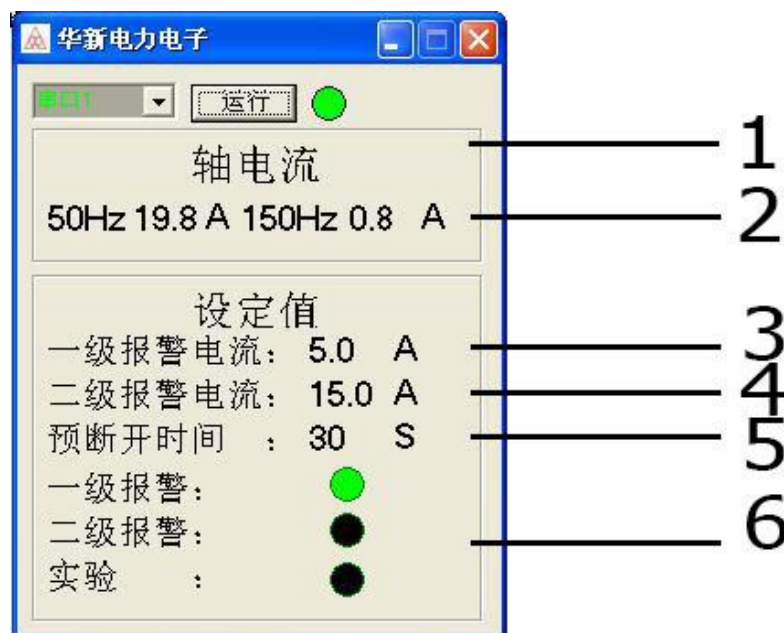 华新电力电子
串口1 运行
轴电流 1
50Hz 19.8 A 150Hz 0.8 A 2
设定值
一级报警电流： 5.0 A 3
二级报警电流： 15.0 A 4
预断开时间 ： 30 S 5
一级报警：
二级报警： 6
实验 ：